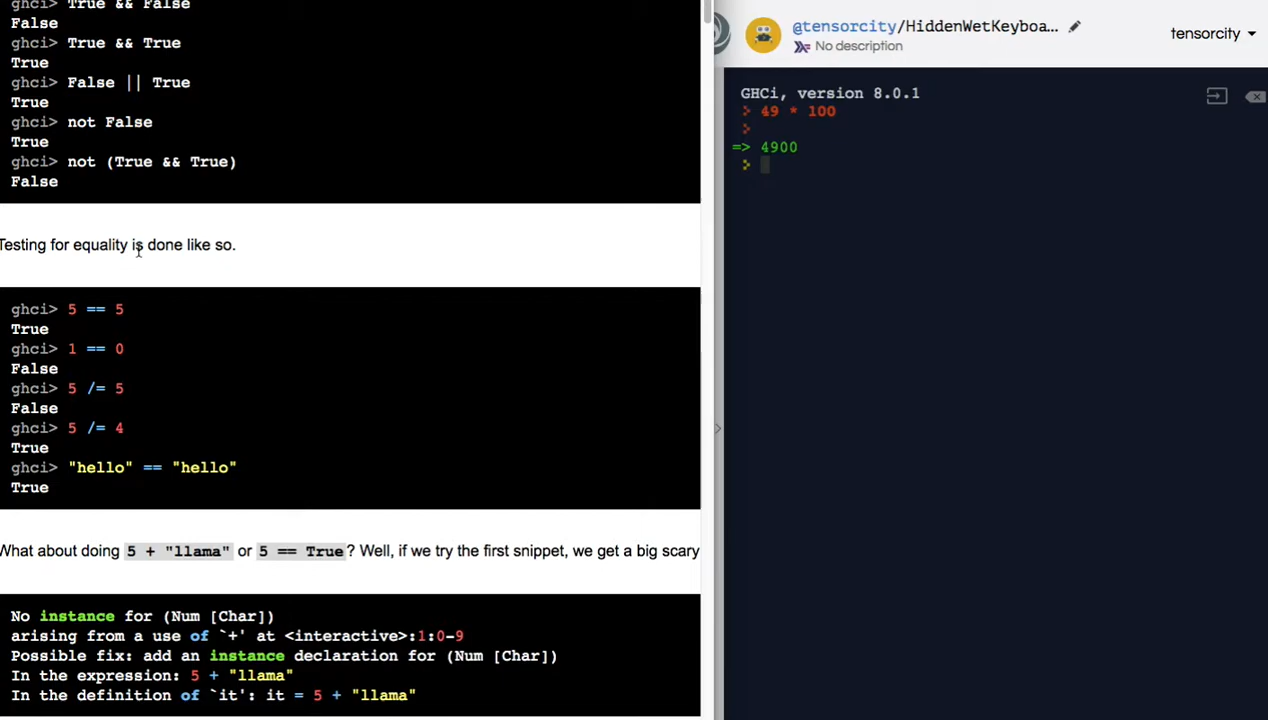 ghci> True && False
False
ghci> True && True
True
ghci> False || True
True
ghci> not False
True
ghci> not (True && True)
False
Testing for equality is done like so.
ghci> 5 == 5
True
ghci> 1 == 0
False
ghci> 5 /= 5
False
ghci> 5 /= 4
True
ghci> "hello" == "hello"
True
What about doing 5 + "llama" or 5 == True? Well, if we try the first snippet, we get a big scary
No instance for (Num [Char])
arising from a use of `+' at <interactive>:1:0-9
Possible fix: add an instance declaration for (Num [Char])
In the expression: 5 + "llama"
In the definition of `it': it = 5 + "llama"
@tensorcity/HiddenWetKeyboa...
No description
tensorcity
GHCi, version 8.0.1
> 49 * 100
>
=> 4900
>